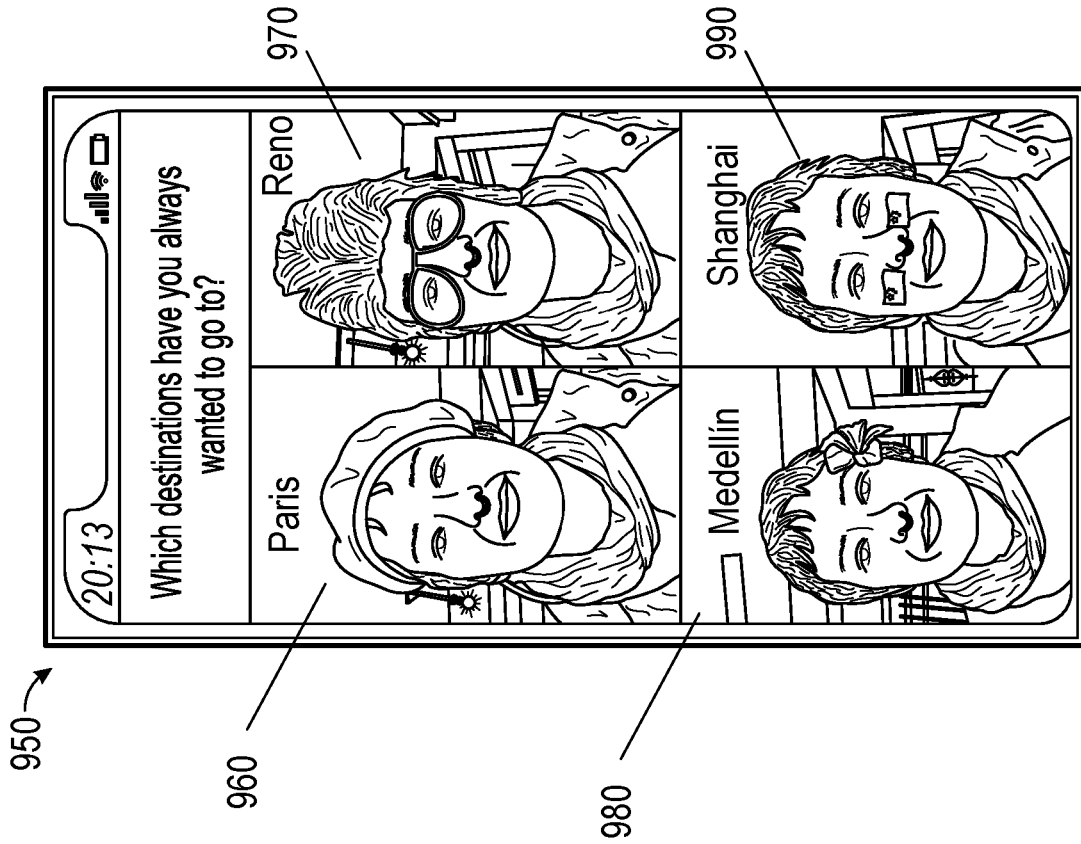 950
20:13
Which destinations have you always
wanted to go to?
Paris
Reno
960
970
Medellín
Shanghai
980
990